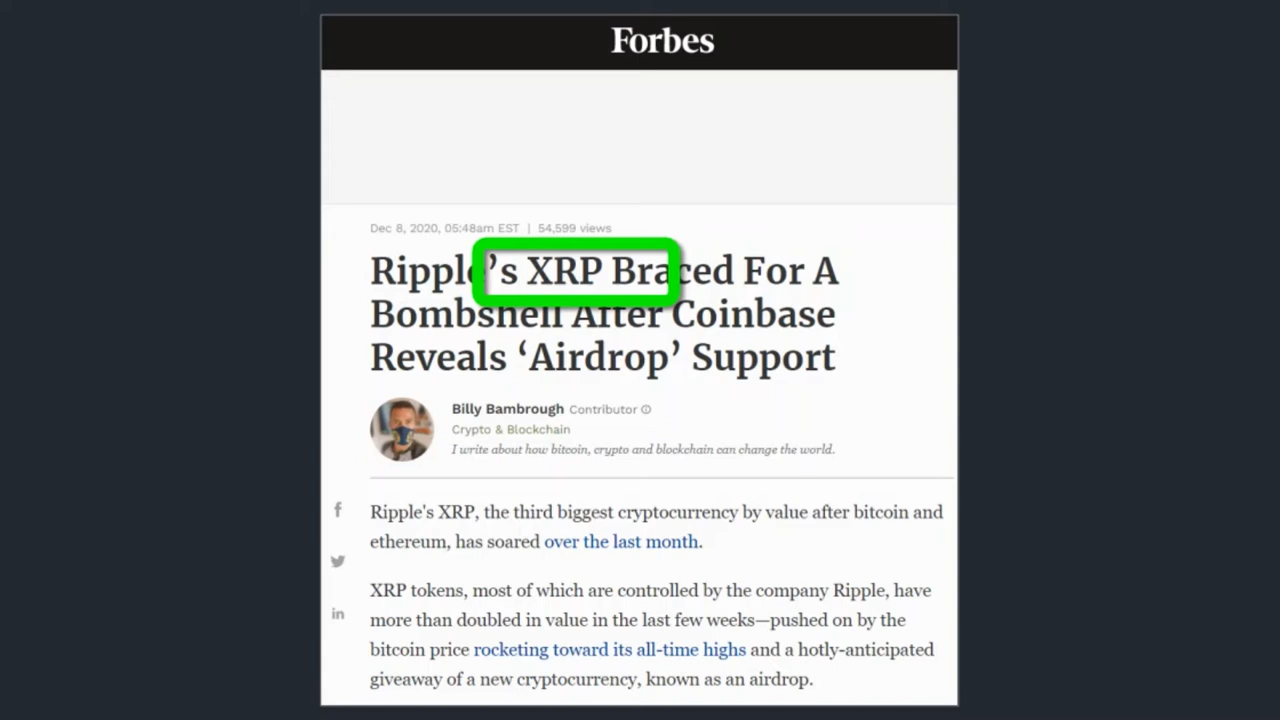 Forbes
Dec 8, 2020, 05:48am EST | 54,599 views
Ripple’s XRP Braced For A
Bombshell After Coinbase
Reveals ‘Airdrop’ Support
Billy Bambrough Contributor
Crypto & Blockchain
I write about how bitcoin, crypto and blockchain can change the world.
Ripple's XRP, the third biggest cryptocurrency by value after bitcoin and
ethereum, has soared over the last month.
XRP tokens, most of which are controlled by the company Ripple, have
more than doubled in value in the last few weeks—pushed on by the
bitcoin price rocketing toward its all-time highs and a hotly-anticipated
giveaway of a new cryptocurrency, known as an airdrop.